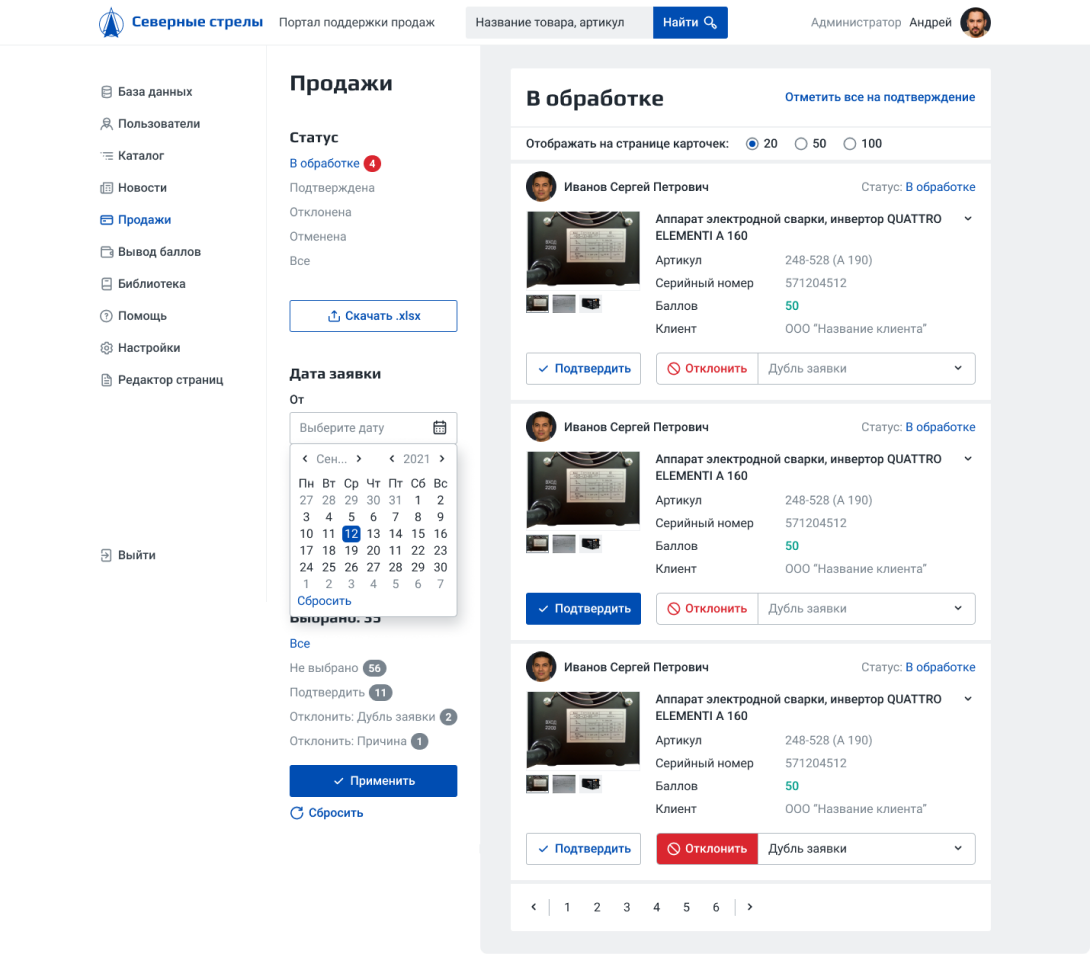 Северные стрелы
Портал поддержки продаж
Название товара, артикул
Найти
Администратор Андрей
База данных
Пользователи
Каталог
Новости
Продажи
Вывод баллов
Библиотека
Помощь
Настройки
Редактор страниц
Выйти
Продажи
Статус
В обработке 4
Подтверждена
Отклонена
Отменена
Все
Скачать .xlsx
Дата заявки
От
Выберите дату
Сен... 2021
Пн Вт Ср Чт Пт Сб Вс
27 28 29 30 31 1 2
3 4 5 6 7 8 9
10 11 12 13 14 15 16
17 18 19 20 11 22 23
24 25 26 27 28 29 30
1 2 3 4 5 6 7
Сбросить
Выбрано: 35
Все
Не выбрано 56
Подтвердить 11
Отклонить: Дубль заявки 2
Отклонить: Причина 1
Применить
Сбросить
В обработке
Отметить все на подтверждение
Отображать на странице карточек: 20 50 100
Иванов Сергей Петрович
Статус: В обработке
Аппарат электродной сварки, инвертор QUATTRO
ELEMENTI A 160
Артикул 248-528 (А 190)
Серийный номер 571204512
Баллов 50
Клиент ООО “Название клиента”
Подтвердить
Отклонить
Дубль заявки
Иванов Сергей Петрович
Статус: В обработке
Аппарат электродной сварки, инвертор QUATTRO
ELEMENTI A 160
Артикул 248-528 (А 190)
Серийный номер 571204512
Баллов 50
Клиент ООО “Название клиента”
Подтвердить
Отклонить
Дубль заявки
Иванов Сергей Петрович
Статус: В обработке
Аппарат электродной сварки, инвертор QUATTRO
ELEMENTI A 160
Артикул 248-528 (А 190)
Серийный номер 571204512
Баллов 50
Клиент ООО “Название клиента”
Подтвердить
Отклонить
Дубль заявки
1 2 3 4 5 6